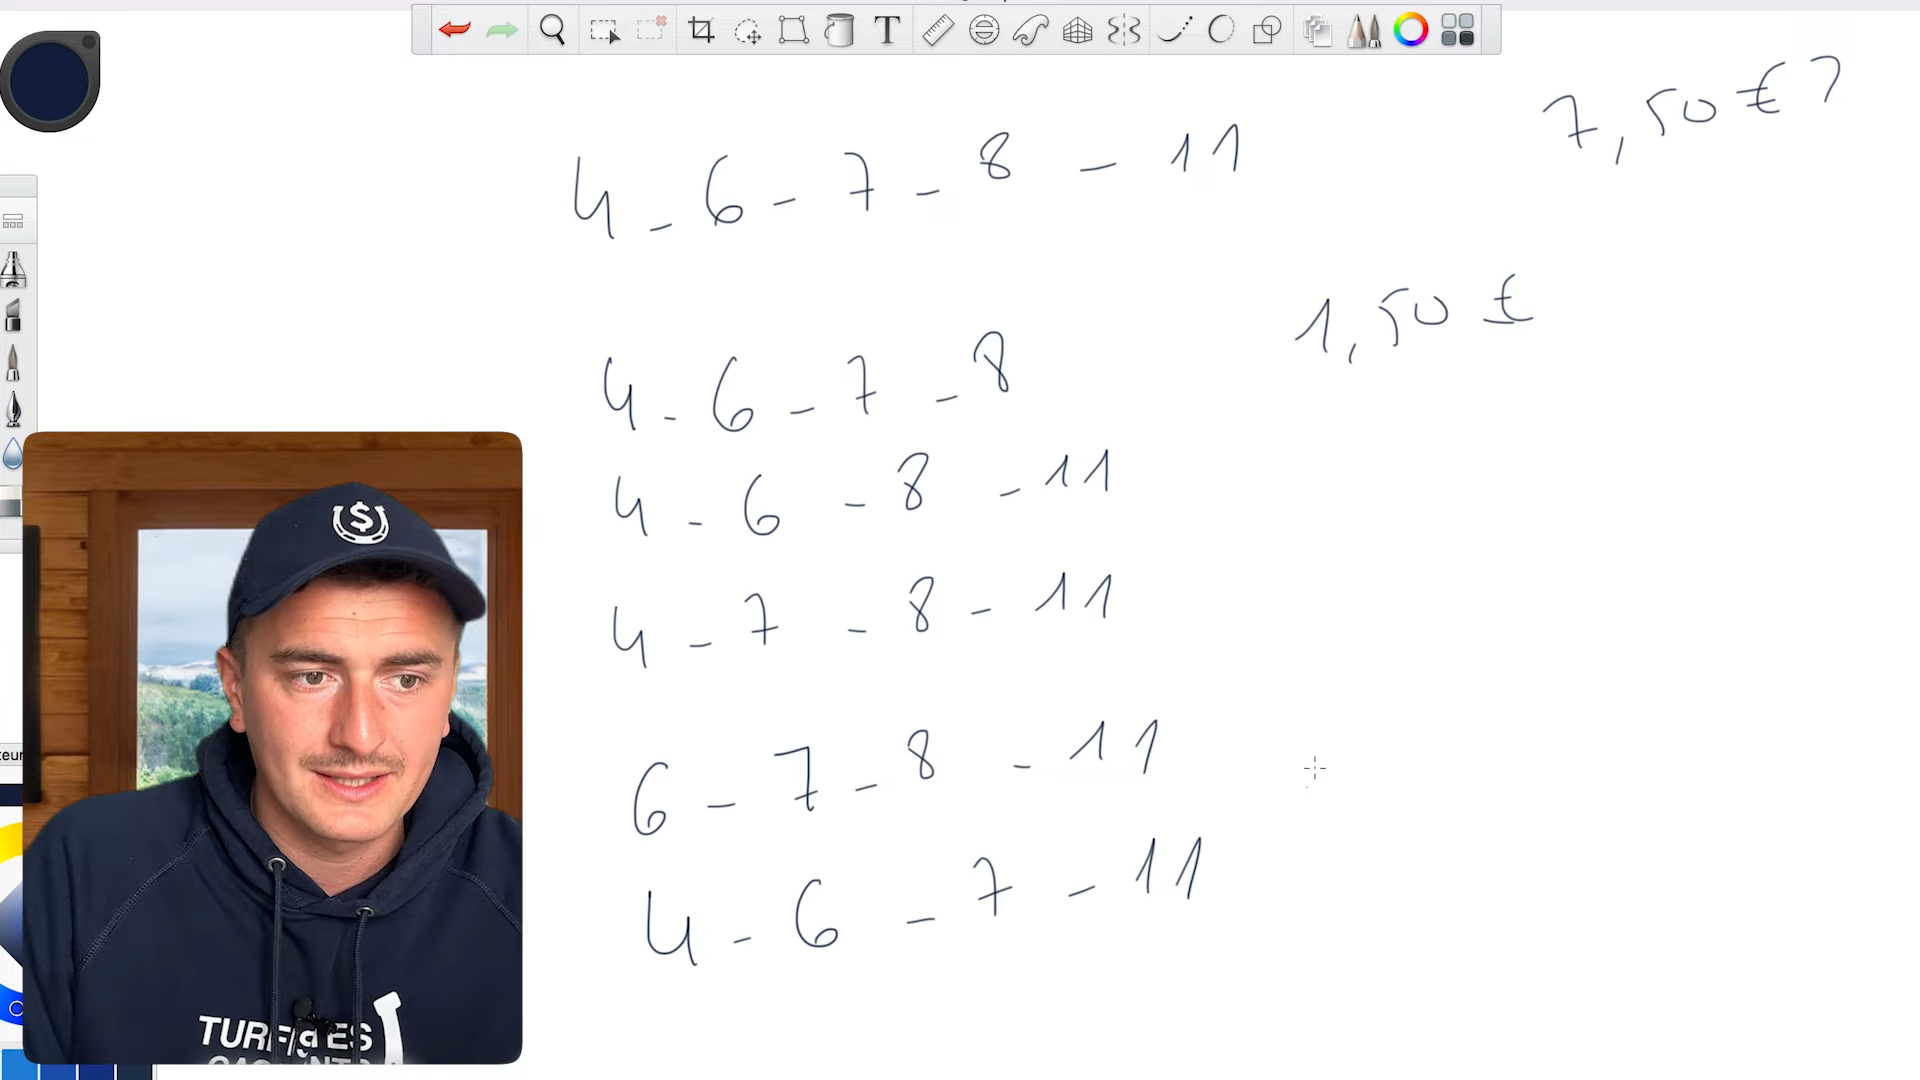 7,50 € ?
4 - 6 - 7 - 8 - 11
1,50 €
4 - 6 - 7 - 8
4 - 6 - 8 - 11
4 - 7 - 8 - 11
6 - 7 - 8 - 11
4 - 6 - 7 - 11
T
$
teur